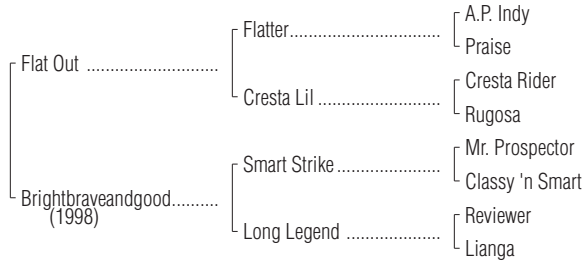 A.P. Indy
Flatter
Praise
Flat Out
Cresta Rider
Cresta Lil
Rugosa
Mr. Prospector
Smart Strike
Classy 'n Smart
Brightbraveandgood
(1998)
Reviewer
Long Legend
Lianga